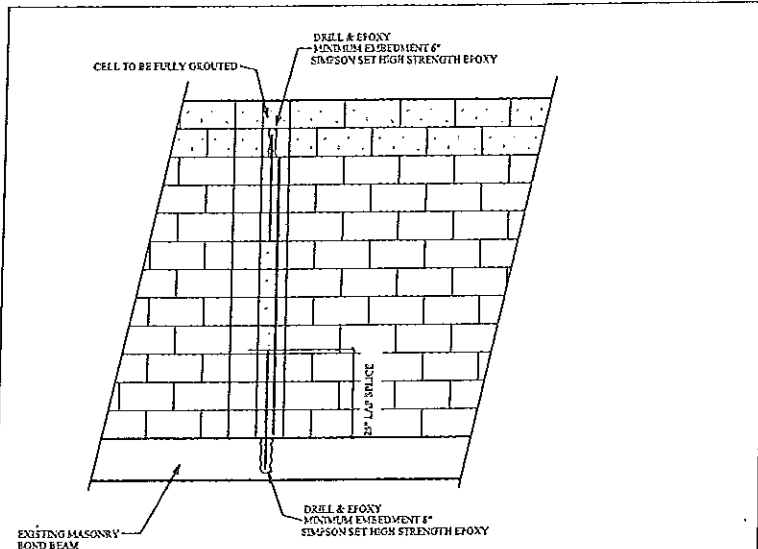 DRILL & EPOXY
MINIMUM EMBEDMENT 6"
SIMPSON SET HIGH STRENGTH EPOXY
CELL TO BE FULLY GROUTED
25" LAP SPLICE
DRILL & EPOXY
MINIMUM EMBEDMENT 8"
SIMPSON SET HIGH STRENGTH EPOXY
EXISTING MASONRY
BOND BEAM